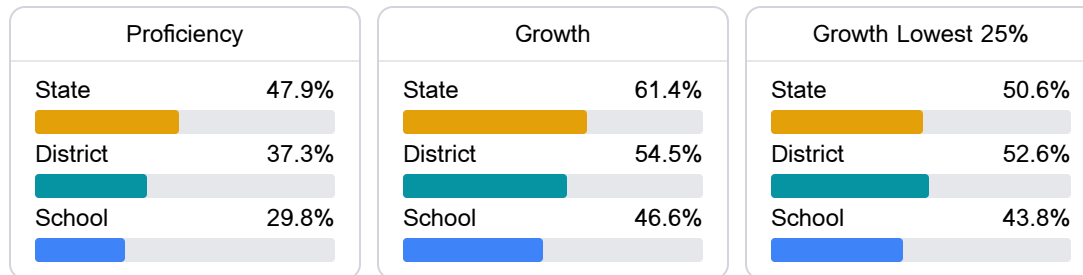 Proficiency
State 47.9%
District 37.3%
School 29.8%
Growth
State 61.4%
District 54.5%
School 46.6%
Growth Lowest 25%
State 50.6%
District 52.6%
School 43.8%